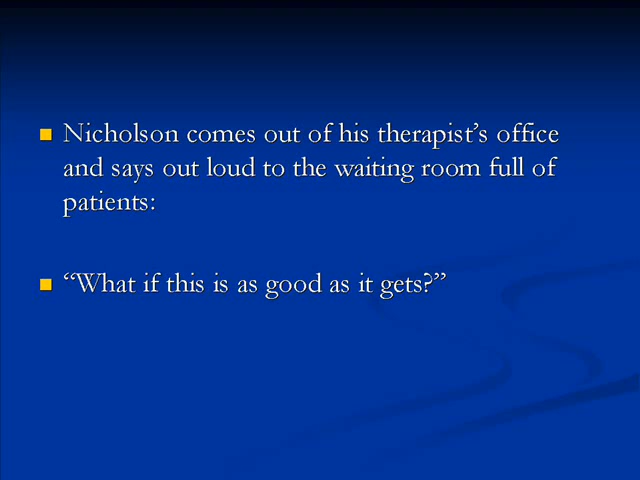 Nicholson comes out of his therapist’s office
and says out loud to the waiting room full of
patients:
“What if this is as good as it gets?”